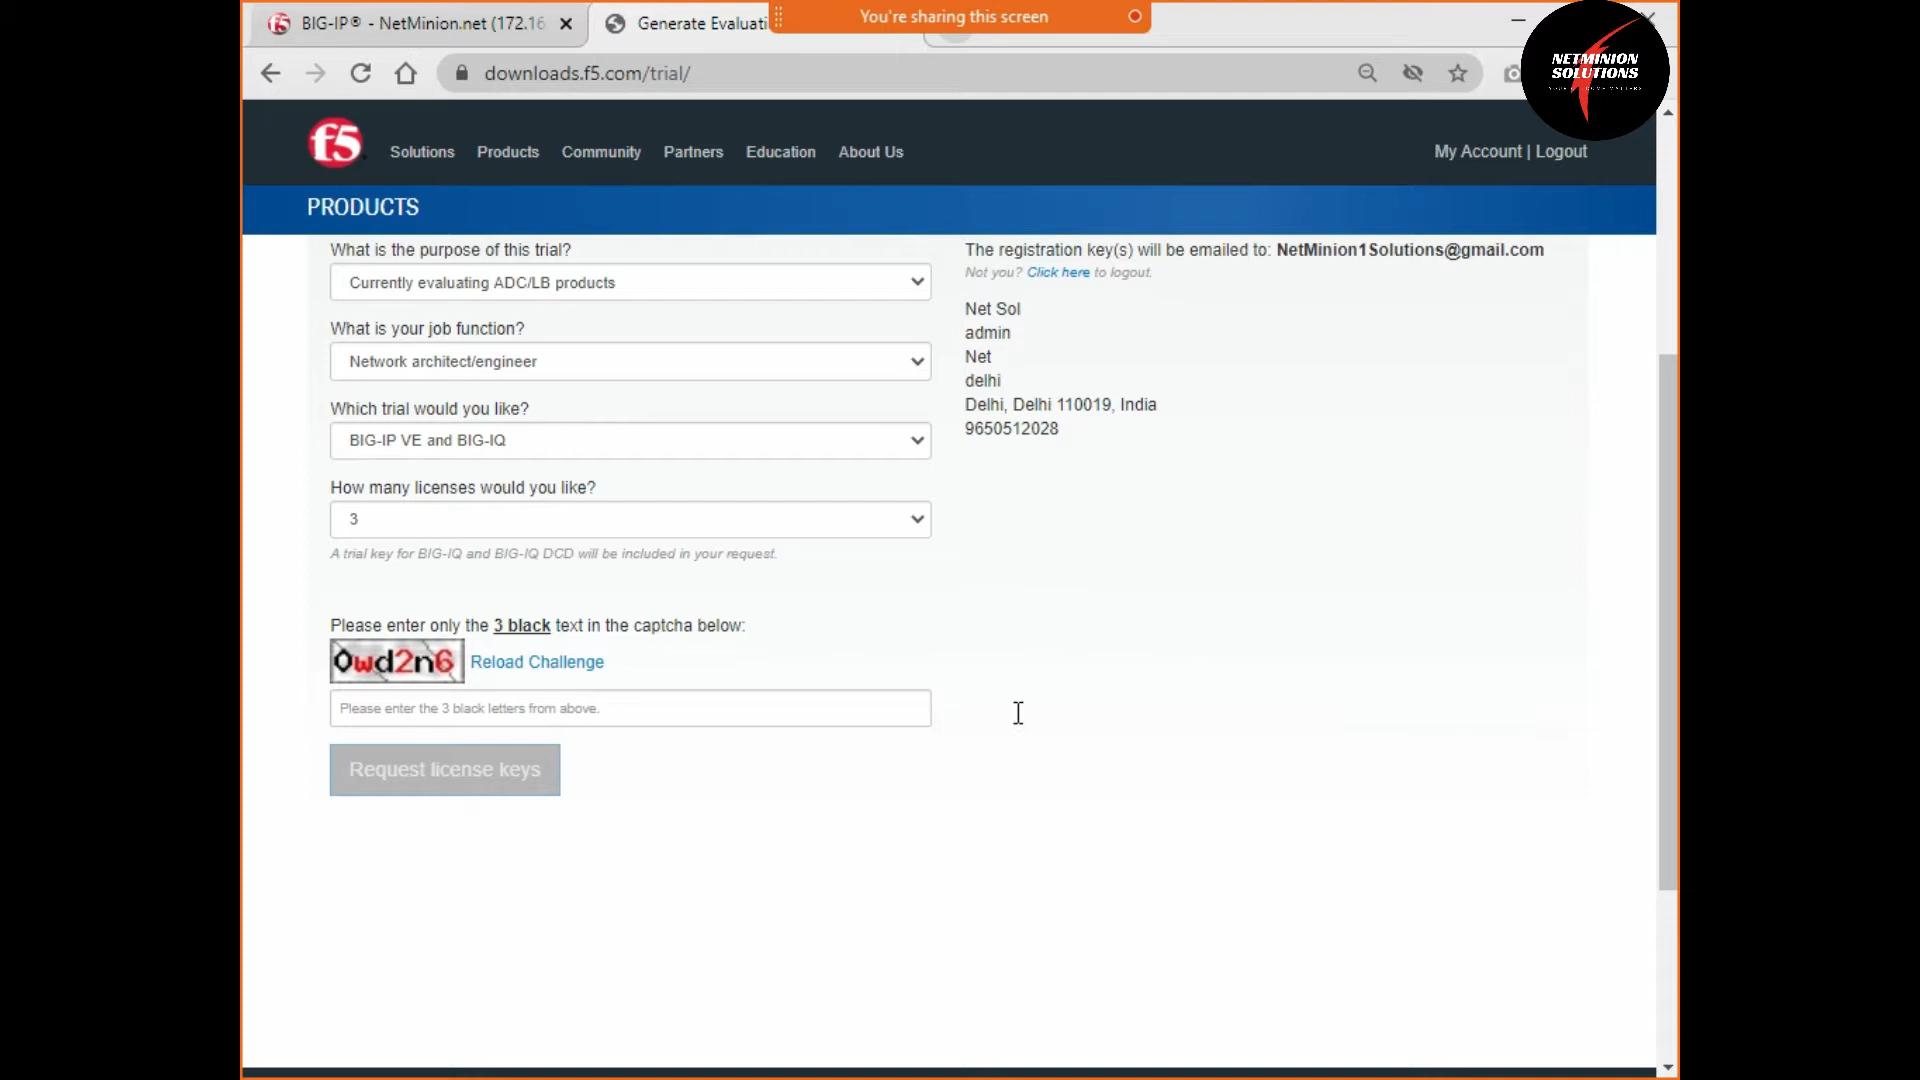 BIG-IP® - NetMinion.net (172.16
Generate Evaluati
You're sharing this screen
downloads.f5.com/trial/
NETMINION
SOLUTIONS
f5
Solutions
Products
Community
Partners
Education
About Us
My Account | Logout
PRODUCTS
What is the purpose of this trial?
Currently evaluating ADC/LB products
What is your job function?
Network architect/engineer
Which trial would you like?
BIG-IP VE and BIG-IQ
How many licenses would you like?
3
A trial key for BIG-IQ and BIG-IQ DCD will be included in your request.
The registration key(s) will be emailed to: NetMinion1Solutions@gmail.com
Not you? Click here to logout.
Net Sol
admin
Net
delhi
Delhi, Delhi 110019, India
9650512028
Please enter only the 3 black text in the captcha below:
0wd2n6
Reload Challenge
Please enter the 3 black letters from above.
Request license keys